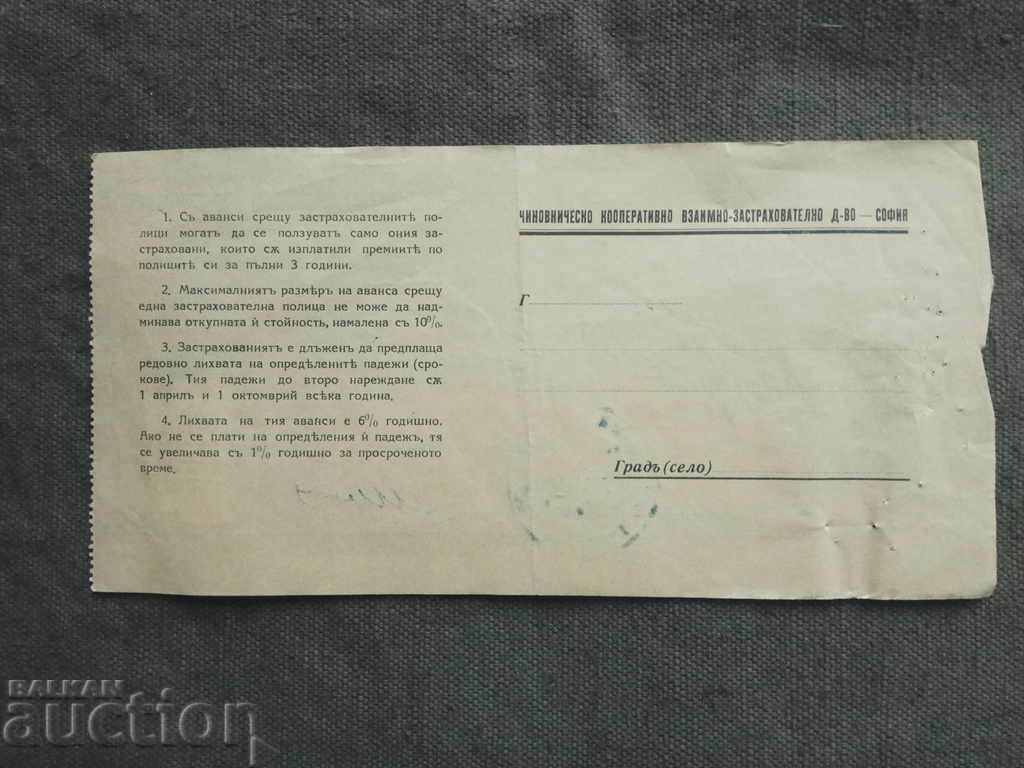 1. Съ аванси срещу застрахователнитѣ по-
лици могатъ да се ползуватъ само ония за-
страховани, които сѫ изплатили премиитѣ по
полицитѣ си за пълни 3 години.
2. Максималниятъ размѣръ на аванса срещу
една застрахователна полица не може да над-
минава откупната ѝ стойность, намалена съ 10%.
3. Застрахованиятъ е длъженъ да предплаща
редовно лихвата на опредѣленитѣ падежи (сро-
кове). Тия падежи до второ нареждане сѫ
1 априлъ и 1 октомврий всѣка година.
4. Лихвата на тия аванси е 6% годишно.
Ако не се плати на опредѣления ѝ падежъ, тя
се увеличава съ 1% годишно за просроченото
време.
ЧИНОВНИЧЕСКО КООПЕРАТИВНО ВЗАИМНО-ЗАСТРАХОВАТЕЛНО Д-ВО — СОФИЯ
Г
Градъ (село)
BALKAN
auction